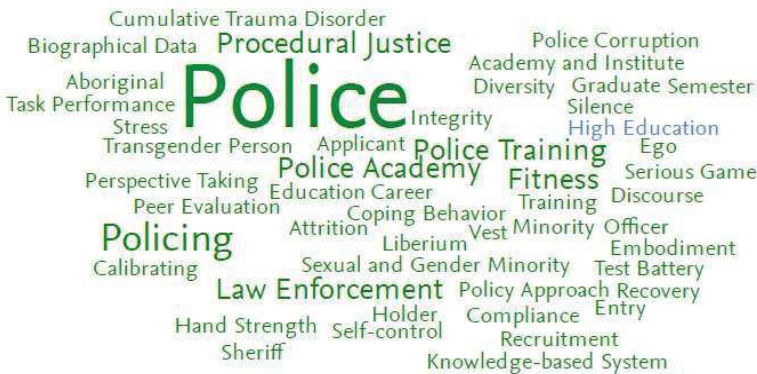 Cumulative Trauma Disorder
Biographical Data Procedural Justice Police Corruption
Academy and Institute
Aboriginal Police Diversity Graduate Semester
Task Performance Silence
Stress Integrity High Education
Transgender Person Applicant Police Training Ego
Police Academy Serious Game
Perspective Taking Education Career Fitness
Peer Evaluation Coping Behavior Training Discourse
Attrition Vest Minority Officer
Policing Liberium Embodiment
Calibrating Sexual and Gender Minority Test Battery
Law Enforcement Policy Approach Recovery
Holder Compliance Entry
Hand Strength Self-control
Sheriff Recruitment
Knowledge-based System